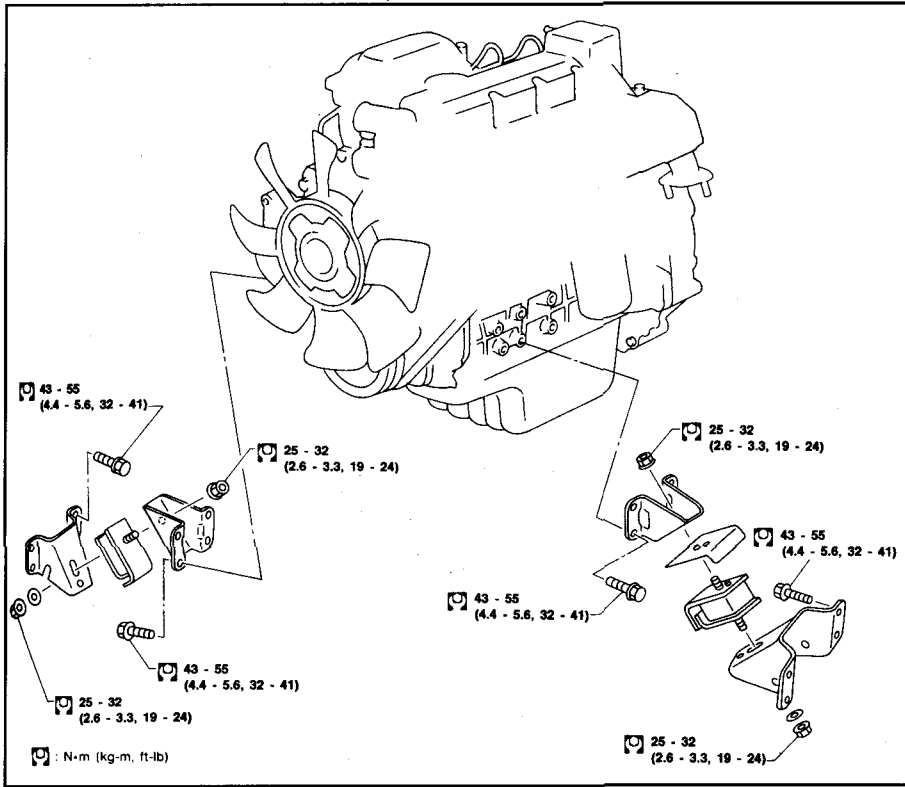 43 - 55
(4.4 - 5.6, 32 - 41)
25 - 32
(2.6 - 3.3, 19 - 24)
25 - 32
(2.6 - 3.3, 19 - 24)
43 - 55
(4.4 - 5.6, 32 - 41)
43 - 55
(4.4 - 5.6, 32 - 41)
43 - 55
(4.4 - 5.6, 32 - 41)
25 - 32
(2.6 - 3.3, 19 - 24)
25 - 32
(2.6 - 3.3, 19 - 24)
: N•m (kg-m, ft-lb)